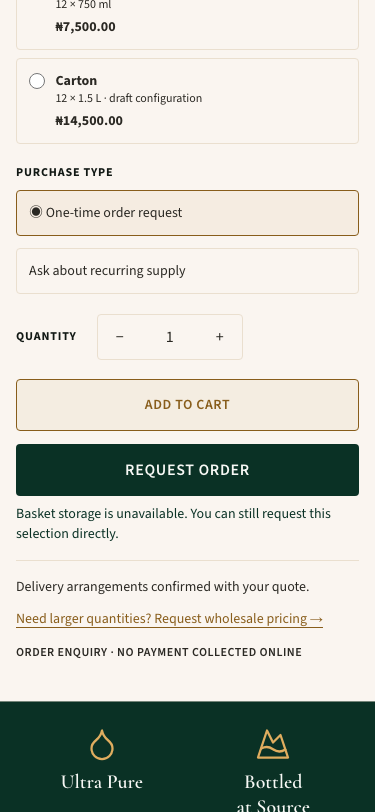 12 × 750 ml
₦7,500.00
Carton
12 × 1.5 L · draft configuration
₦14,500.00
PURCHASE TYPE
One-time order request
Ask about recurring supply
QUANTITY − 1 +
ADD TO CART
REQUEST ORDER
Basket storage is unavailable. You can still request this
selection directly.
Delivery arrangements confirmed with your quote.
Need larger quantities? Request wholesale pricing →
ORDER ENQUIRY · NO PAYMENT COLLECTED ONLINE
Ultra Pure
Bottled
at Source